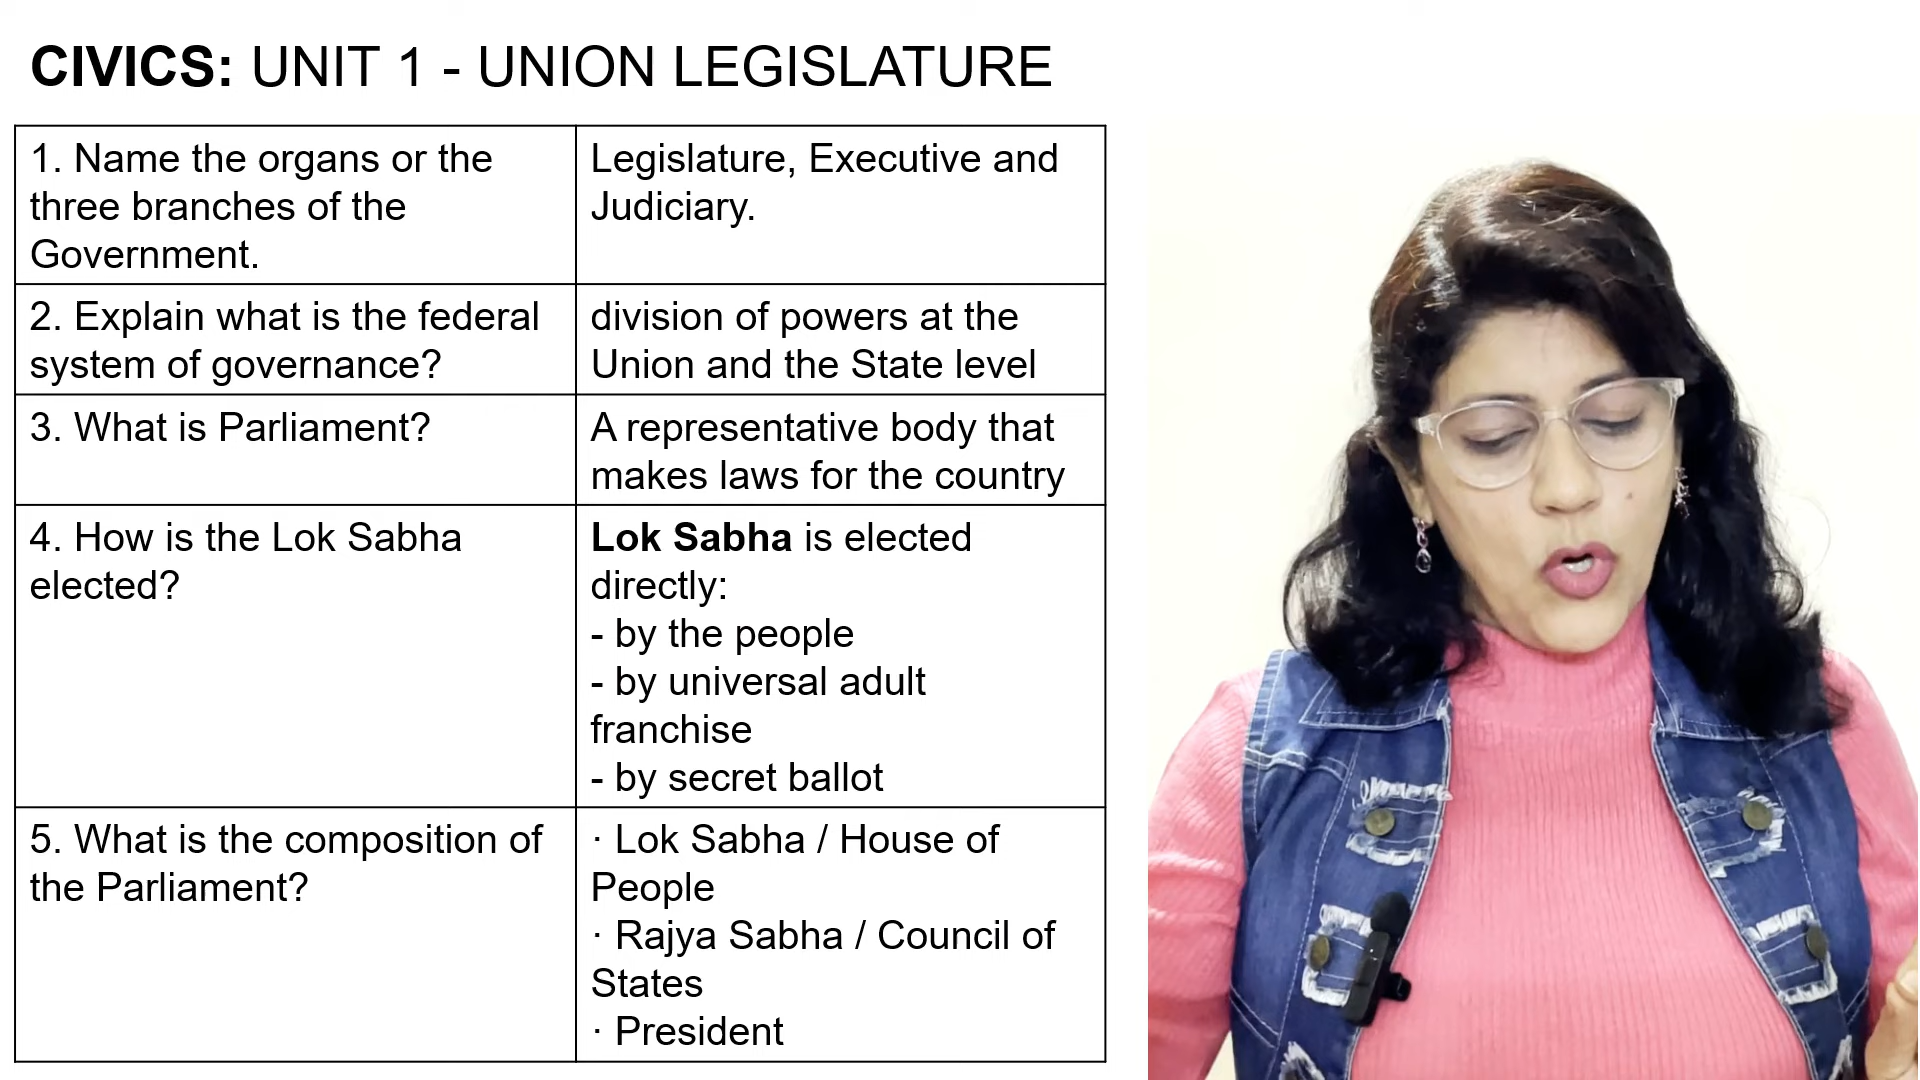 CIVICS: UNIT 1 - UNION LEGISLATURE
1. Name the organs or the
three branches of the
Government.
Legislature, Executive and
Judiciary.
2. Explain what is the federal
system of governance?
division of powers at the
Union and the State level
3. What is Parliament?
A representative body that
makes laws for the country
4. How is the Lok Sabha
elected?
Lok Sabha is elected
directly:
- by the people
- by universal adult
franchise
- by secret ballot
5. What is the composition of
the Parliament?
· Lok Sabha / House of
People
· Rajya Sabha / Council of
States
· President